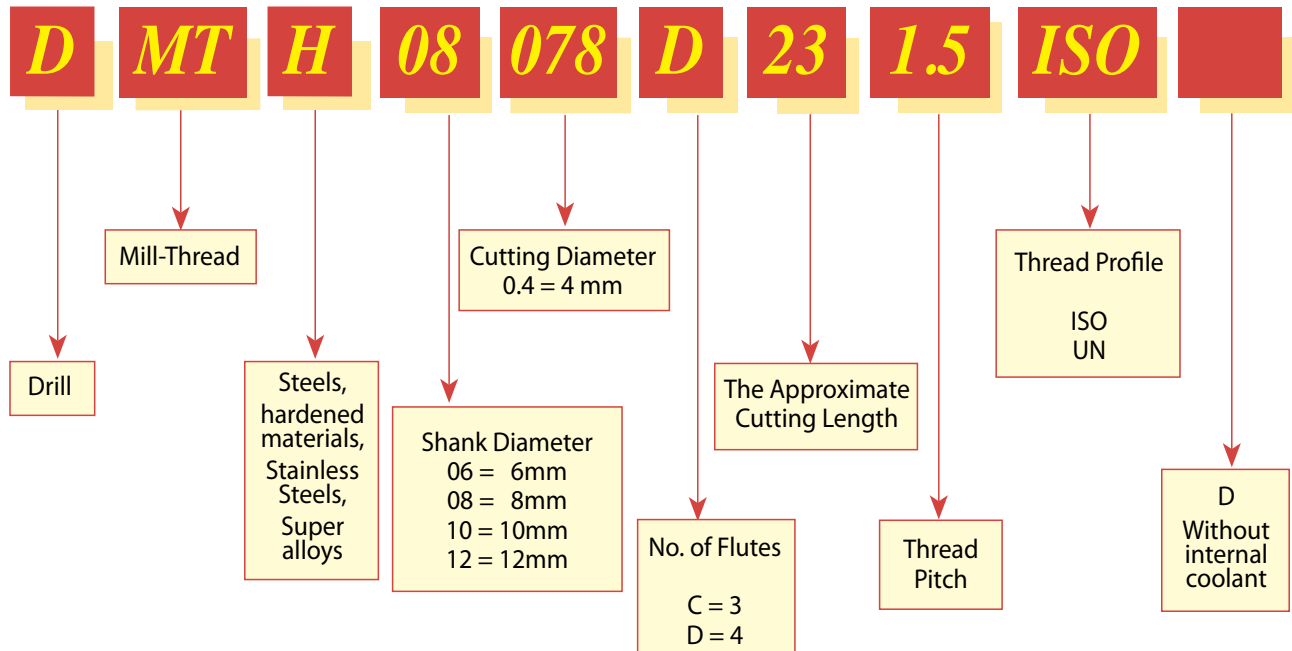 D MT H 08 078 D 23 1.5 ISO
Drill
Mill-Thread
Steels,
hardened
materials,
Stainless
Steels,
Super
alloys
Shank Diameter
06 = 6mm
08 = 8mm
10 = 10mm
12 = 12mm
Cutting Diameter
0.4 = 4 mm
No. of Flutes
C = 3
D = 4
The Approximate
Cutting Length
Thread
Pitch
Thread Profile
ISO
UN
D
Without
internal
coolant